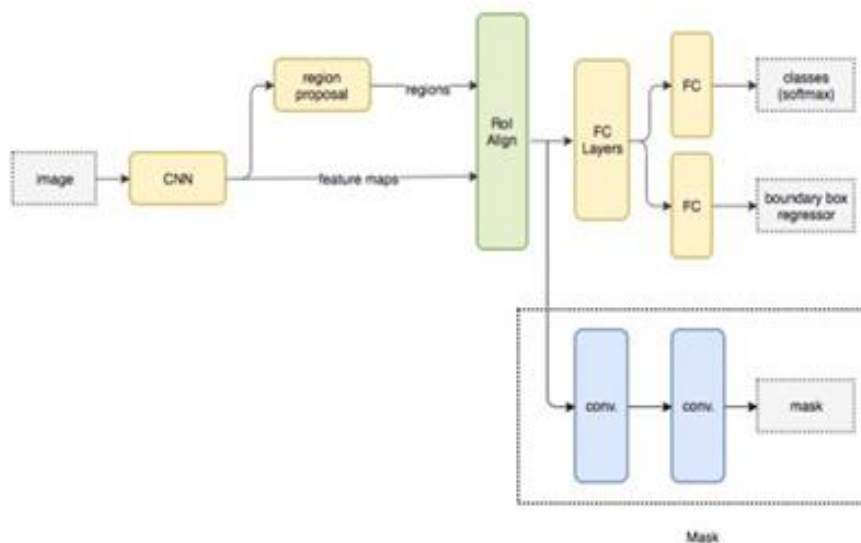 region
proposal
regions
image
CNN
feature maps
RoI
Align
FC
Layers
FC
classes
(softmax)
FC
boundary box
regressor
conv.
conv.
mask
Mask